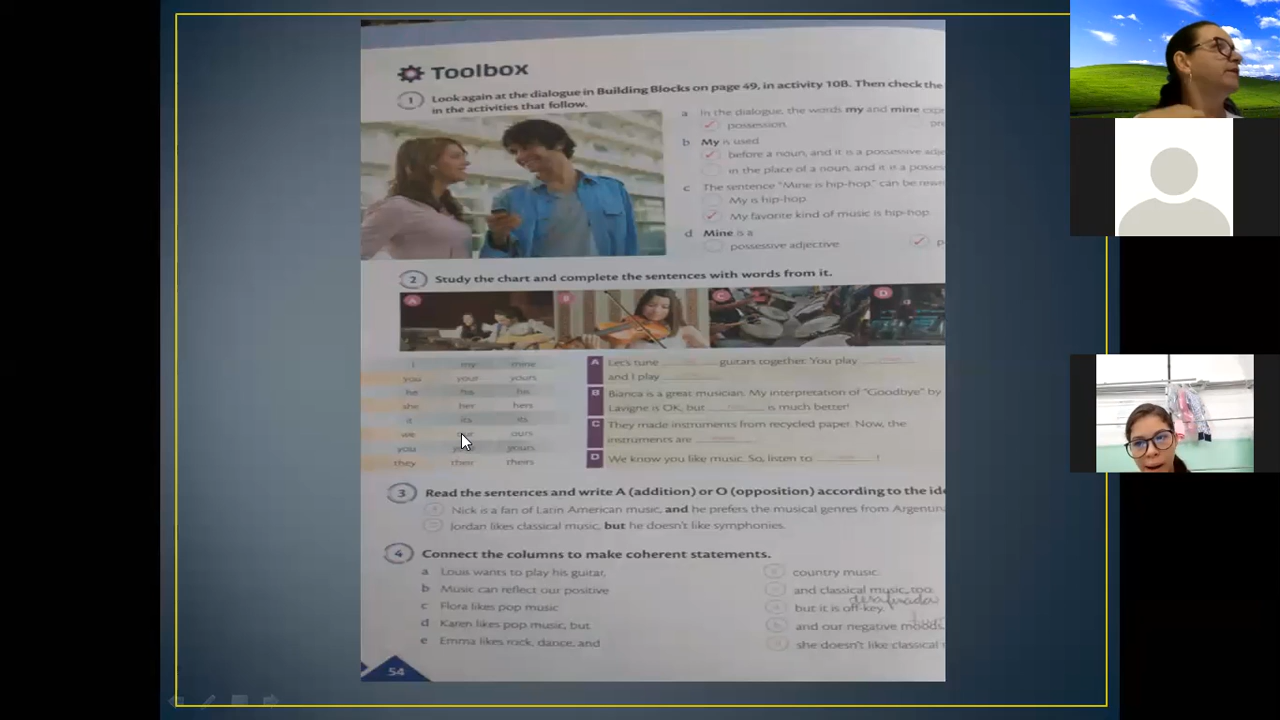 Toolbox
1 Look again at the dialogue in Building Blocks on page 49, in activity 10B. Then check the
in the activities that follow.
a In the dialogue, the words my and mine
possession.
b My is used
before a noun, and it is a possessive
in the place of a noun, and it is a
c The sentence "Mine is hip-hop." can be
My is hip-hop.
My favorite kind of music is hip-hop.
d Mine is a
possessive adjective.
2 Study the chart and complete the sentences with words from it.
A B C D
I my mine
you your yours
he his his
she her hers
it its its
we ours
you yours
they their theirs
A Let's tune guitars together. You play
and I play
B Bianca is a great musician. My interpretation of "Goodbye" by
Lavigne is OK, but is much better!
C They made instruments from recycled paper. Now, the
instruments are
D We know you like music. So, listen to !
3 Read the sentences and write A (addition) or O (opposition) according to the
Nick is a fan of Latin American music, and he prefers the musical genres from
Jordan likes classical music, but he doesn't like symphonies.
4 Connect the columns to make coherent statements.
a Louis wants to play his guitar,
b Music can reflect our positive
c Flora likes pop music
d Karen likes pop music, but
e Emma likes rock, dance, and
country music.
and classical music, too.
desafinada
but it is off-key.
and our negative moods.
she doesn't like classical
54